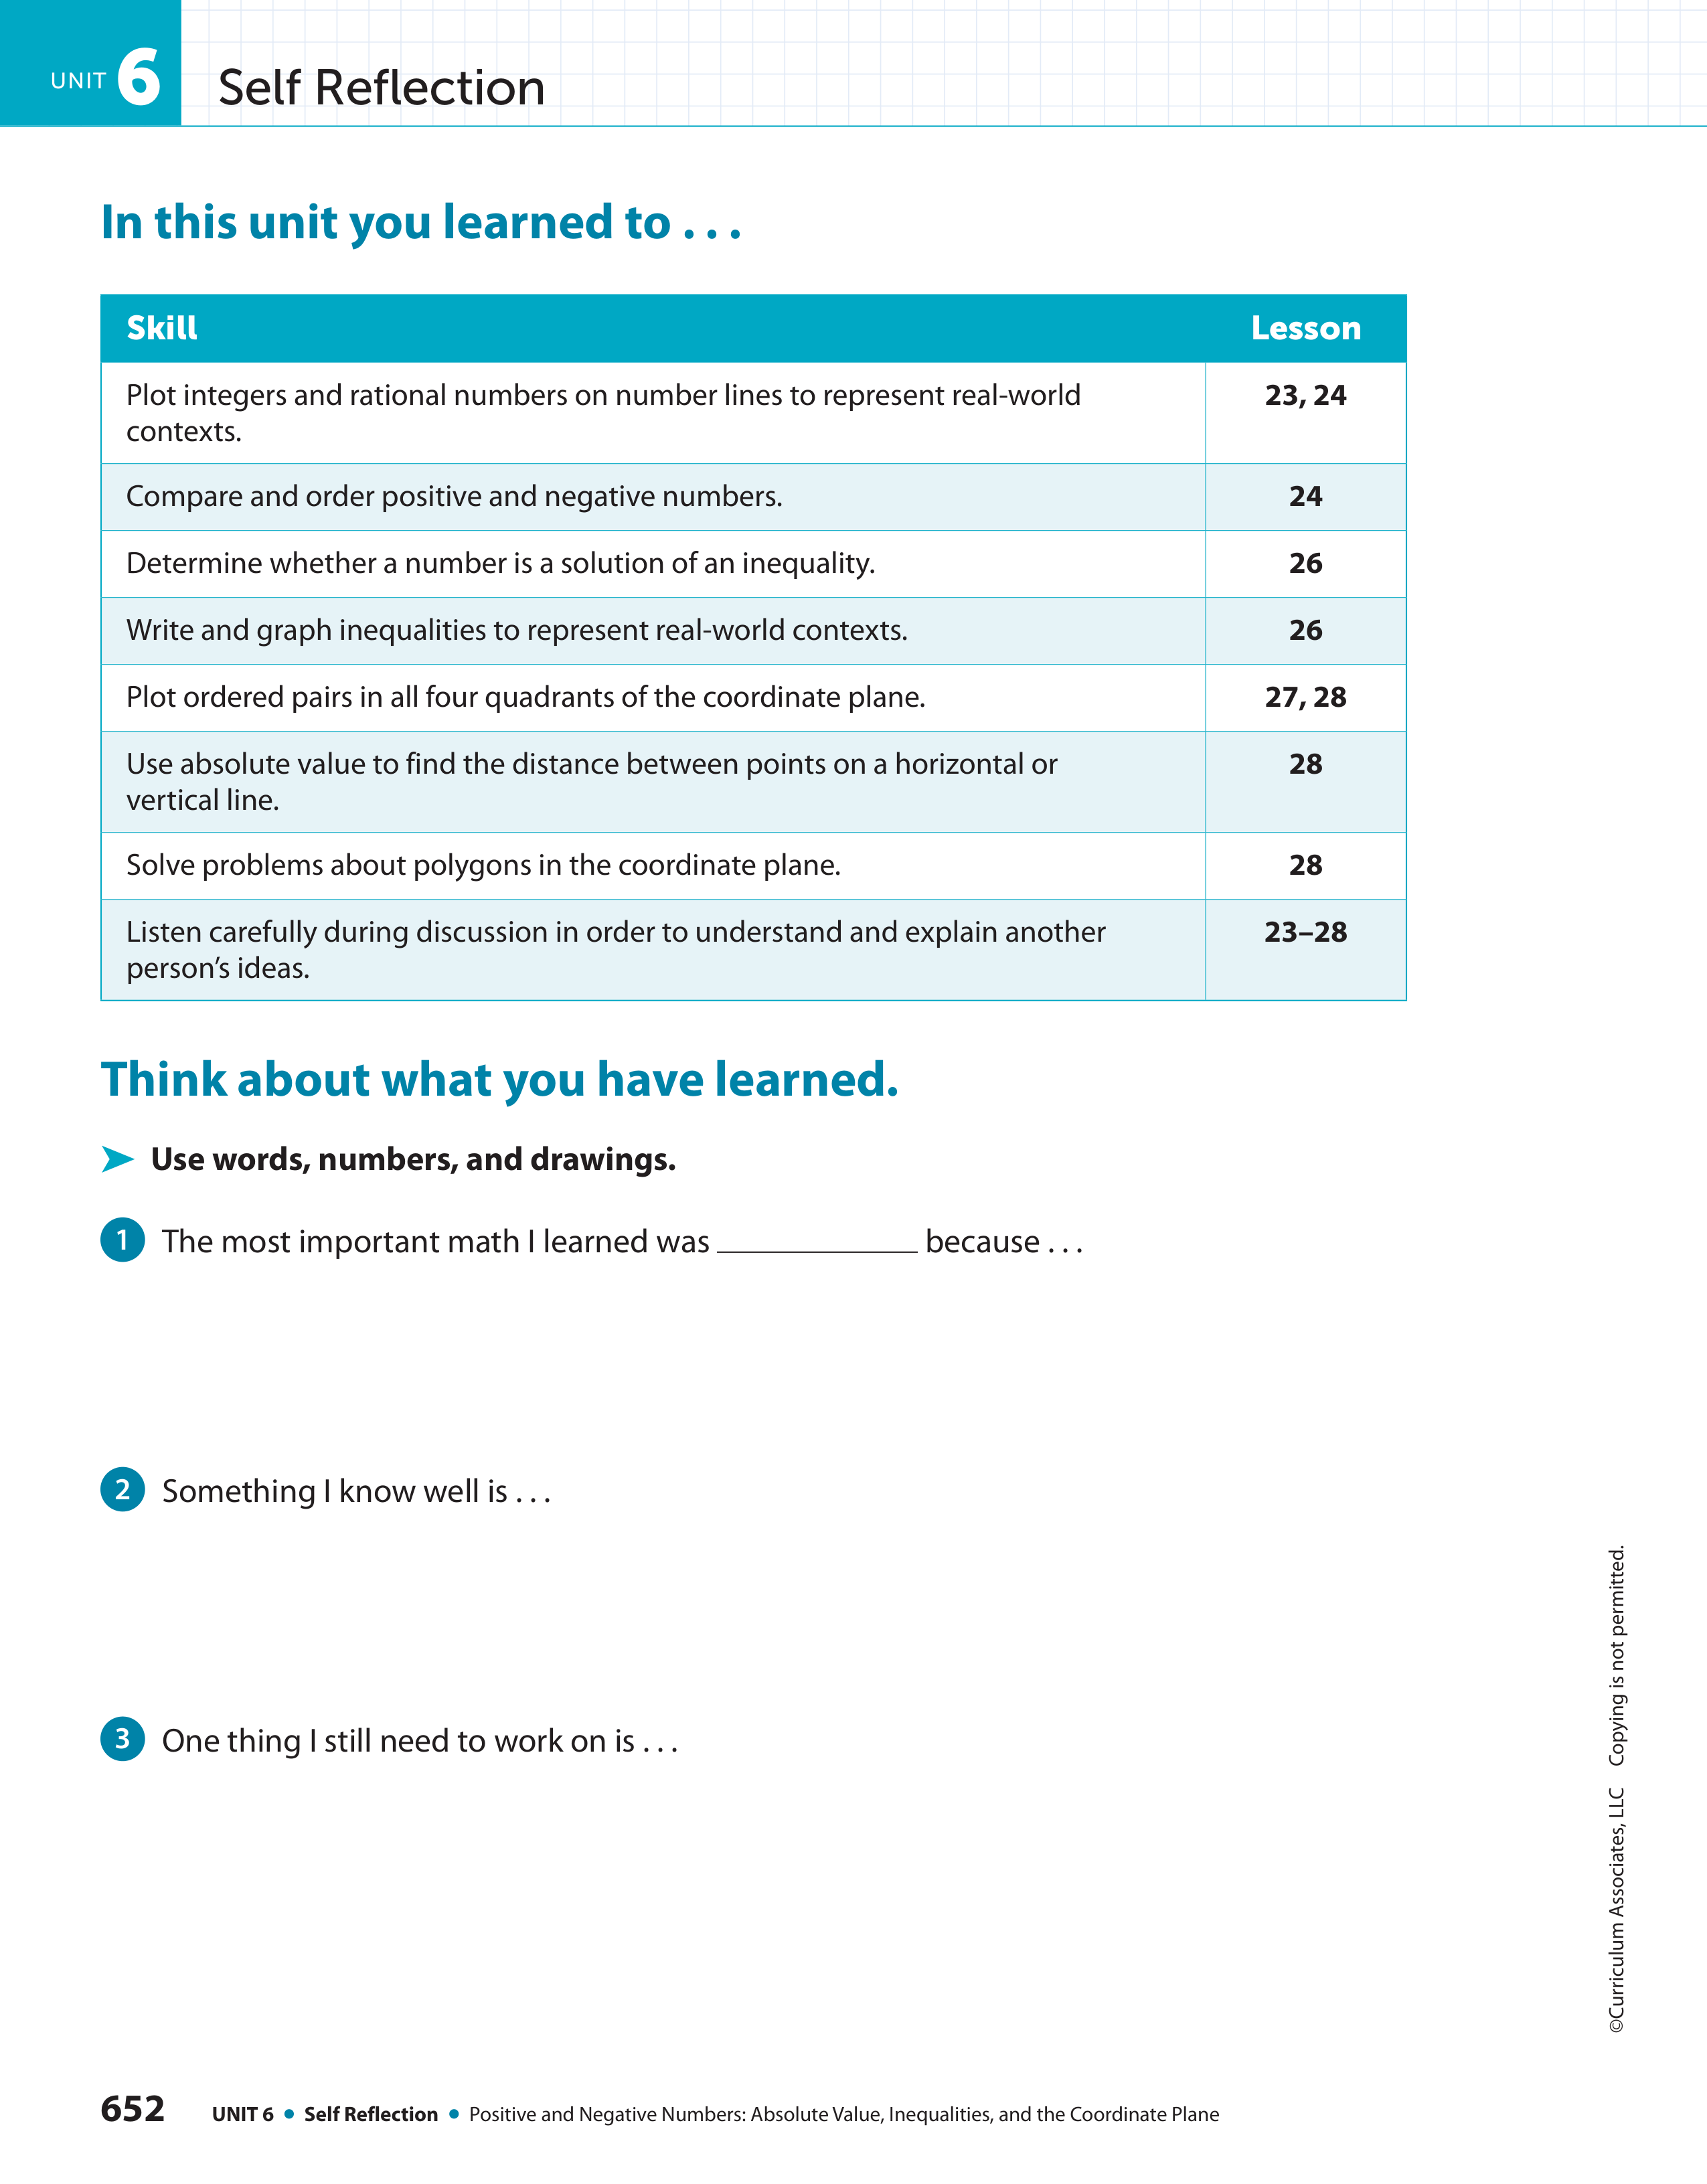 UNIT 6 Self Reflection
In this unit you learned to . . .
Skill Lesson
Plot integers and rational numbers on number lines to represent real-world 23, 24
contexts.
Compare and order positive and negative numbers. 24
Determine whether a number is a solution of an inequality. 26
Write and graph inequalities to represent real-world contexts. 26
Plot ordered pairs in all four quadrants of the coordinate plane. 27, 28
Use absolute value to find the distance between points on a horizontal or 28
vertical line.
Solve problems about polygons in the coordinate plane. 28
Listen carefully during discussion in order to understand and explain another 23–28
person’s ideas.
Think about what you have learned.
➤ Use words, numbers, and drawings.
1 The most important math I learned was ____________ because . . .
2 Something I know well is . . .
3 One thing I still need to work on is . . .
©Curriculum Associates, LLC Copying is not permitted.
652 UNIT 6 • Self Reflection • Positive and Negative Numbers: Absolute Value, Inequalities, and the Coordinate Plane